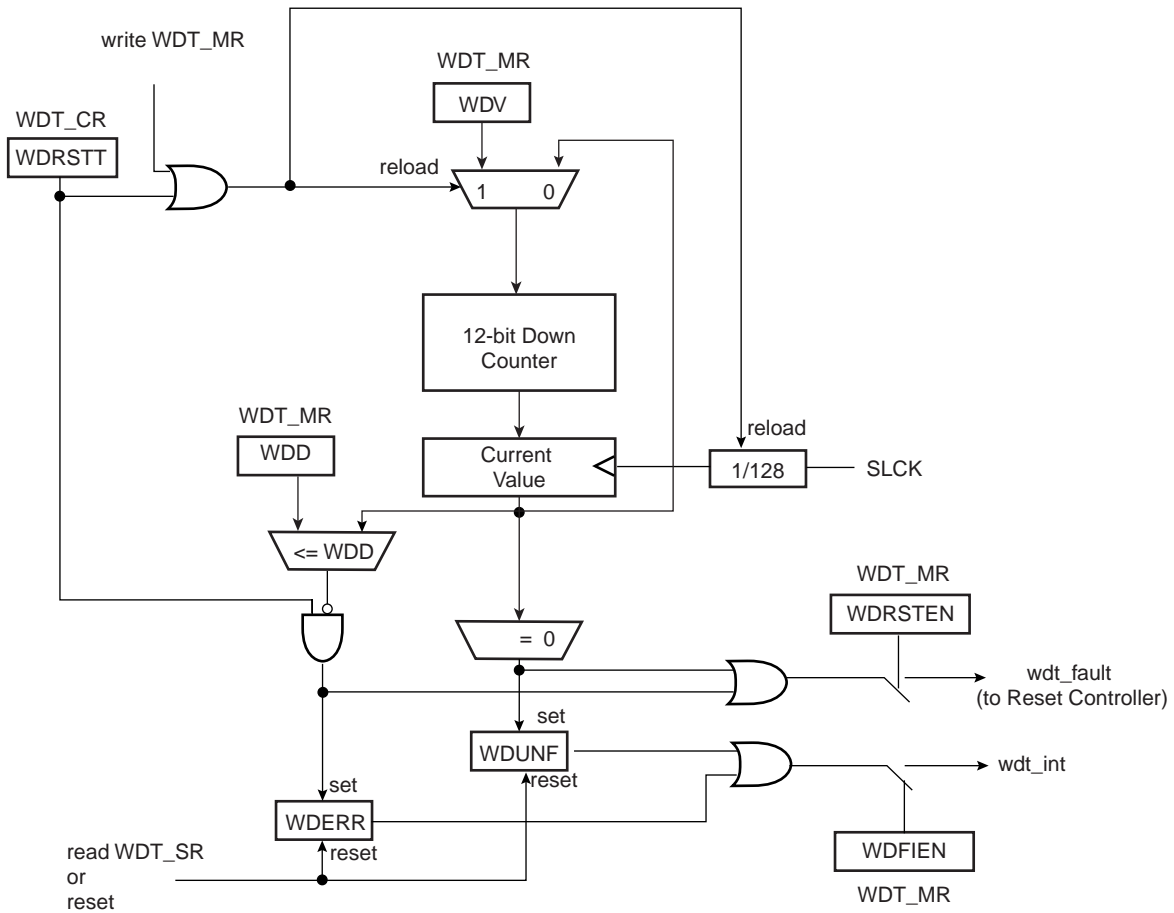 write WDT_MR
WDT_MR
WDV
WDT_CR
WDRSTT
reload
1 0
12-bit Down
Counter
WDT_MR
WDD
Current
Value
reload
1/128
SLCK
<= WDD
WDT_MR
WDRSTEN
= 0
wdt_fault
(to Reset Controller)
set
WDUNF
reset
wdt_int
set
WDERR
reset
WDFIEN
WDT_MR
read WDT_SR
or
reset